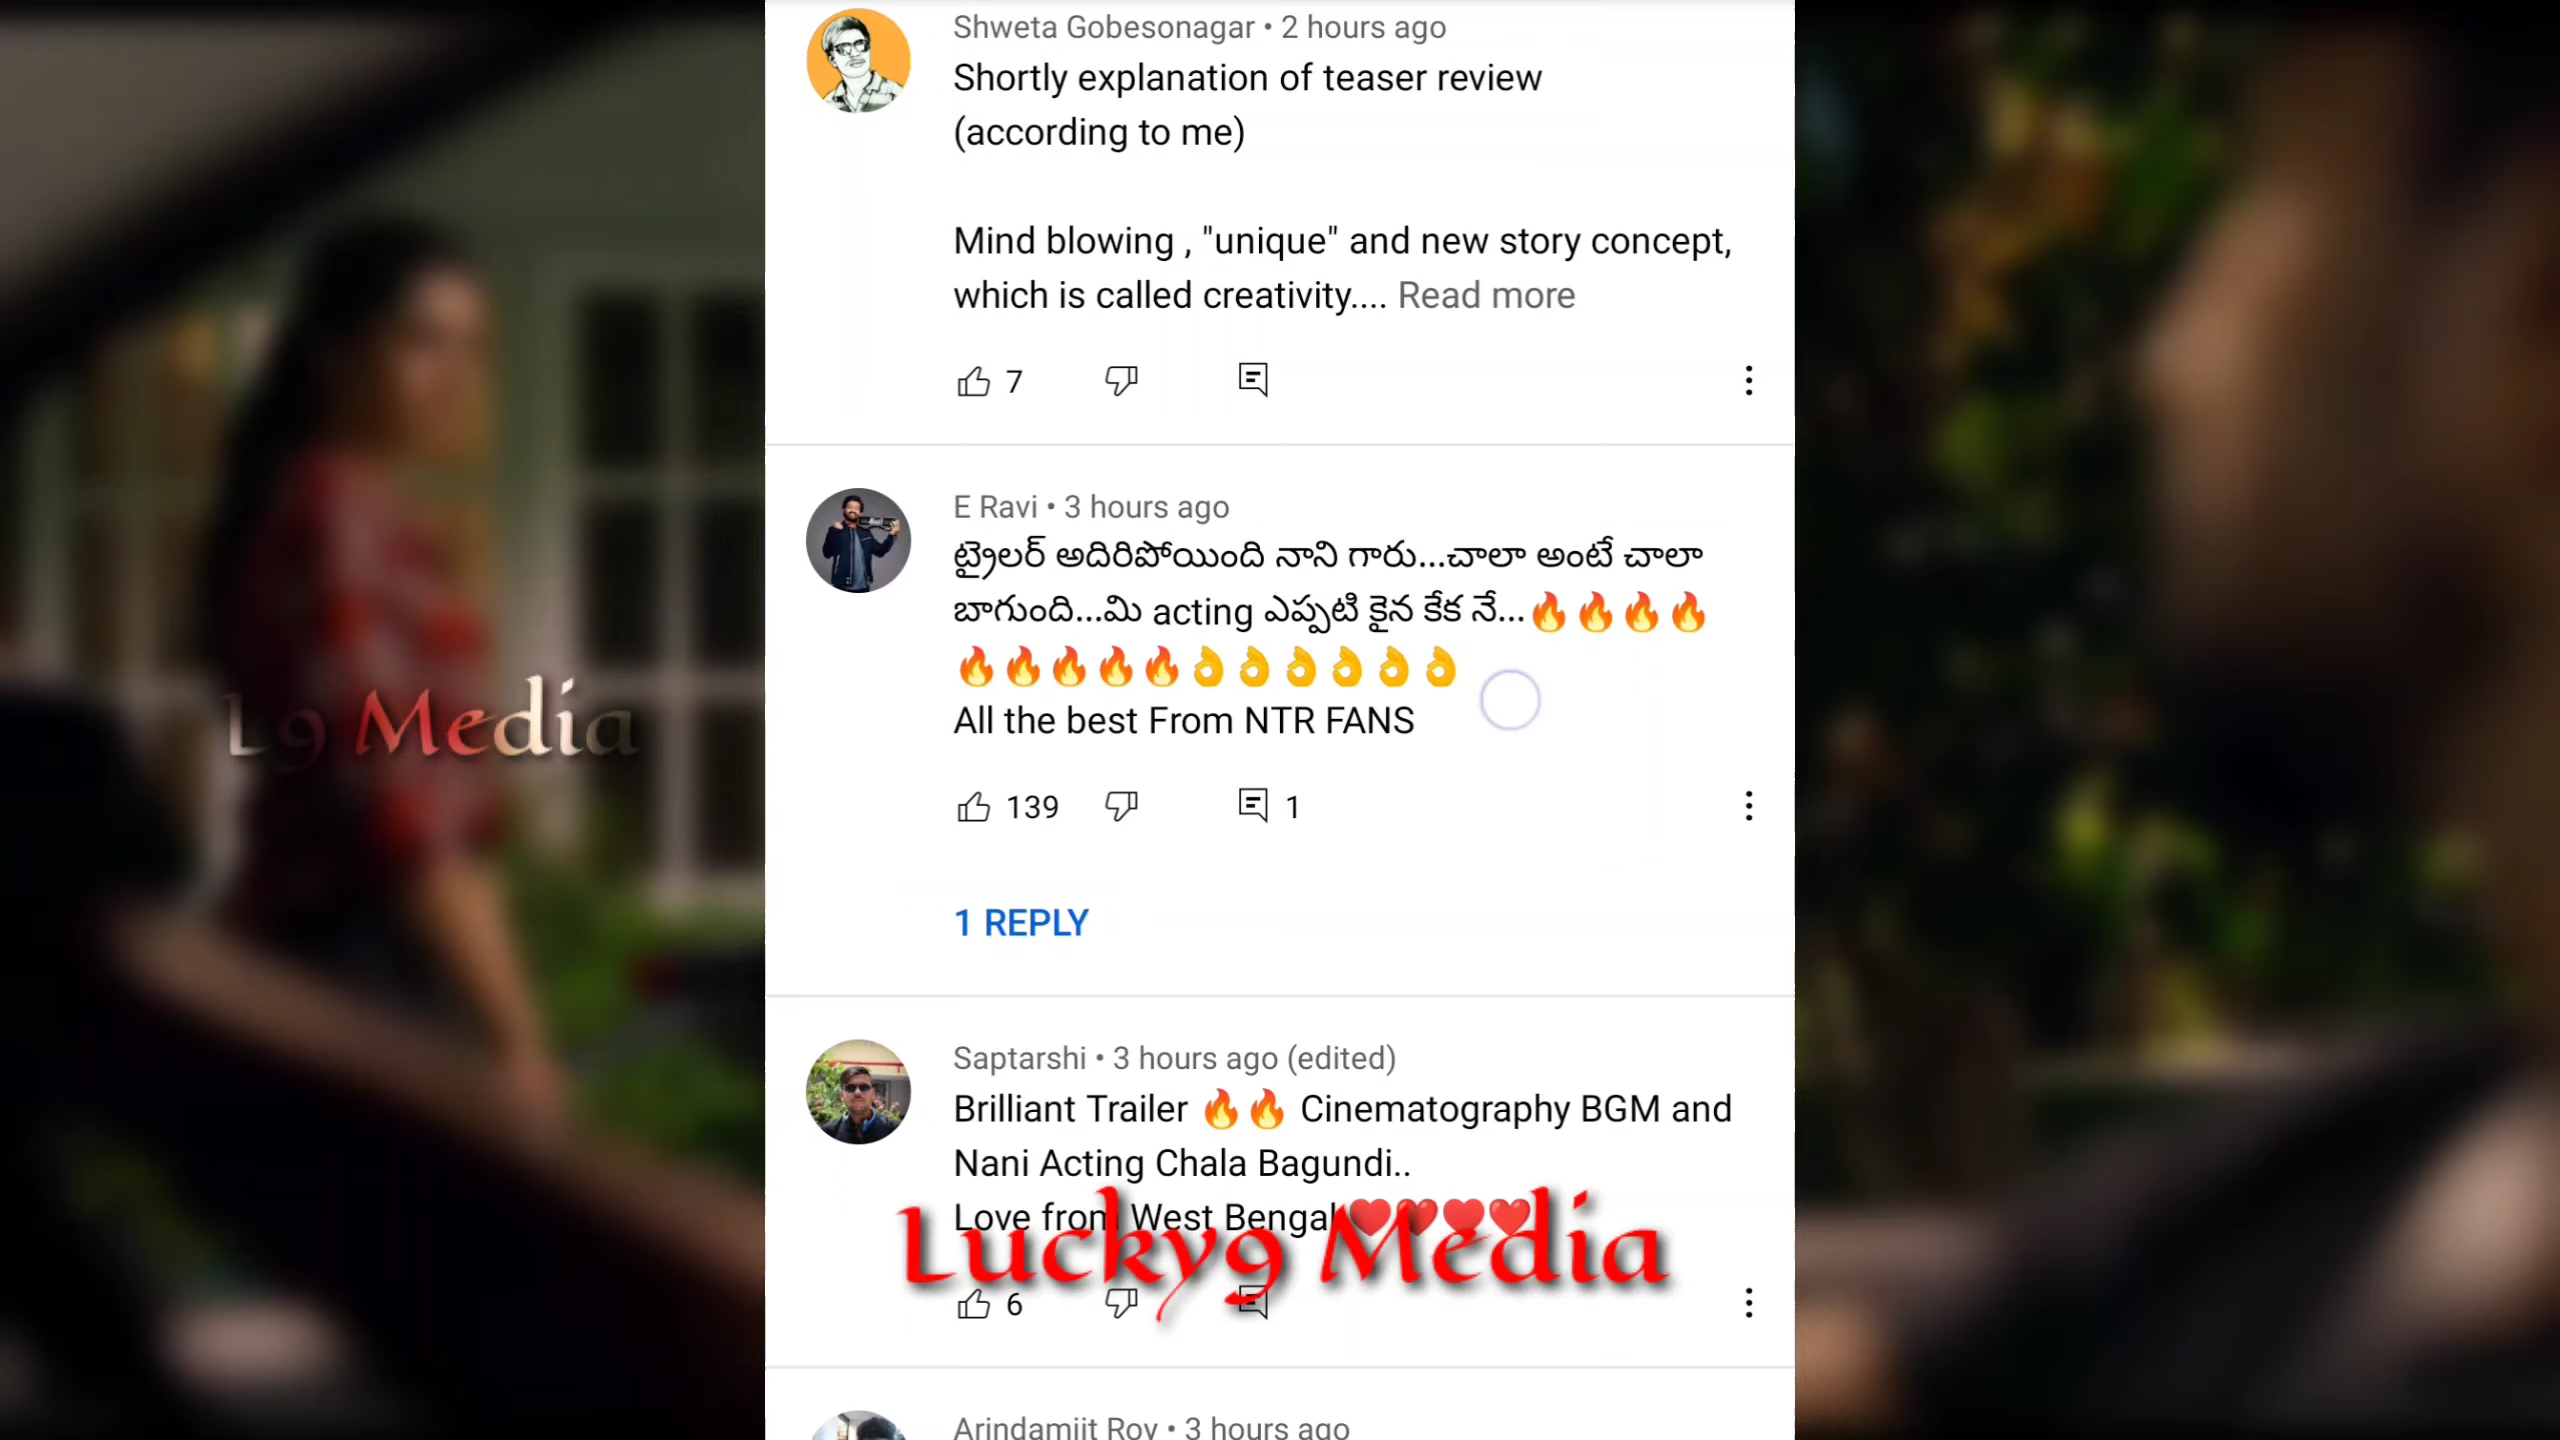 Shweta Gobesonagar • 2 hours ago
Shortly explanation of teaser review
(according to me)
Mind blowing , "unique" and new story concept,
which is called creativity.... Read more
7
E Ravi • 3 hours ago
ట్రైలర్ అదిరిపోయింది నాని గారు...చాలా అంటే చాలా
బాగుంది...మి acting ఎప్పటి కైన కేక నే...🔥🔥🔥🔥
🔥🔥🔥🔥🔥👌👌👌👌👌👌
All the best From NTR FANS
139
1
1 REPLY
L9 Media
Saptarshi • 3 hours ago (edited)
Brilliant Trailer 🔥🔥 Cinematography BGM and
Nani Acting Chala Bagundi..
Love from West Bengal ❤️❤️❤️❤️
Lucky9 Media
6
Arindamjit Roy • 3 hours ago